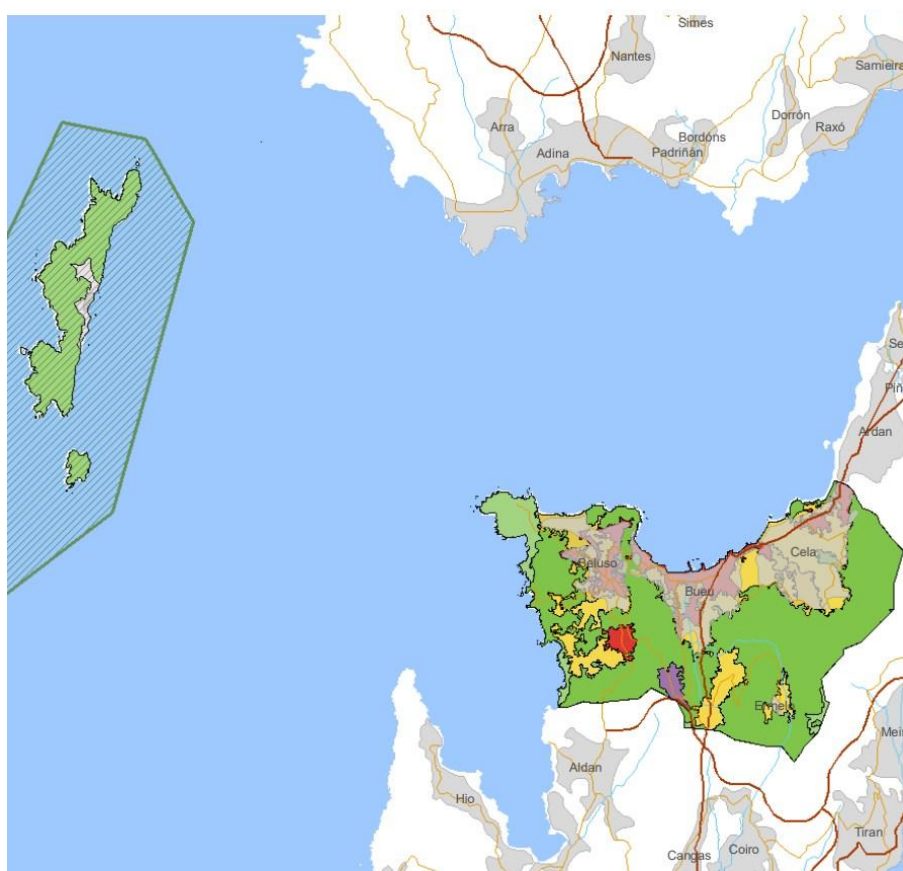 Simes
Nantes
Samieira
Dorrón
Arra
Bordóns
Raxó
Adina
Padriñán
Ardan
Cela
Beluso
Bueu
Ermelo
Aldan
Hio
Tiran
Cangas
Coiro